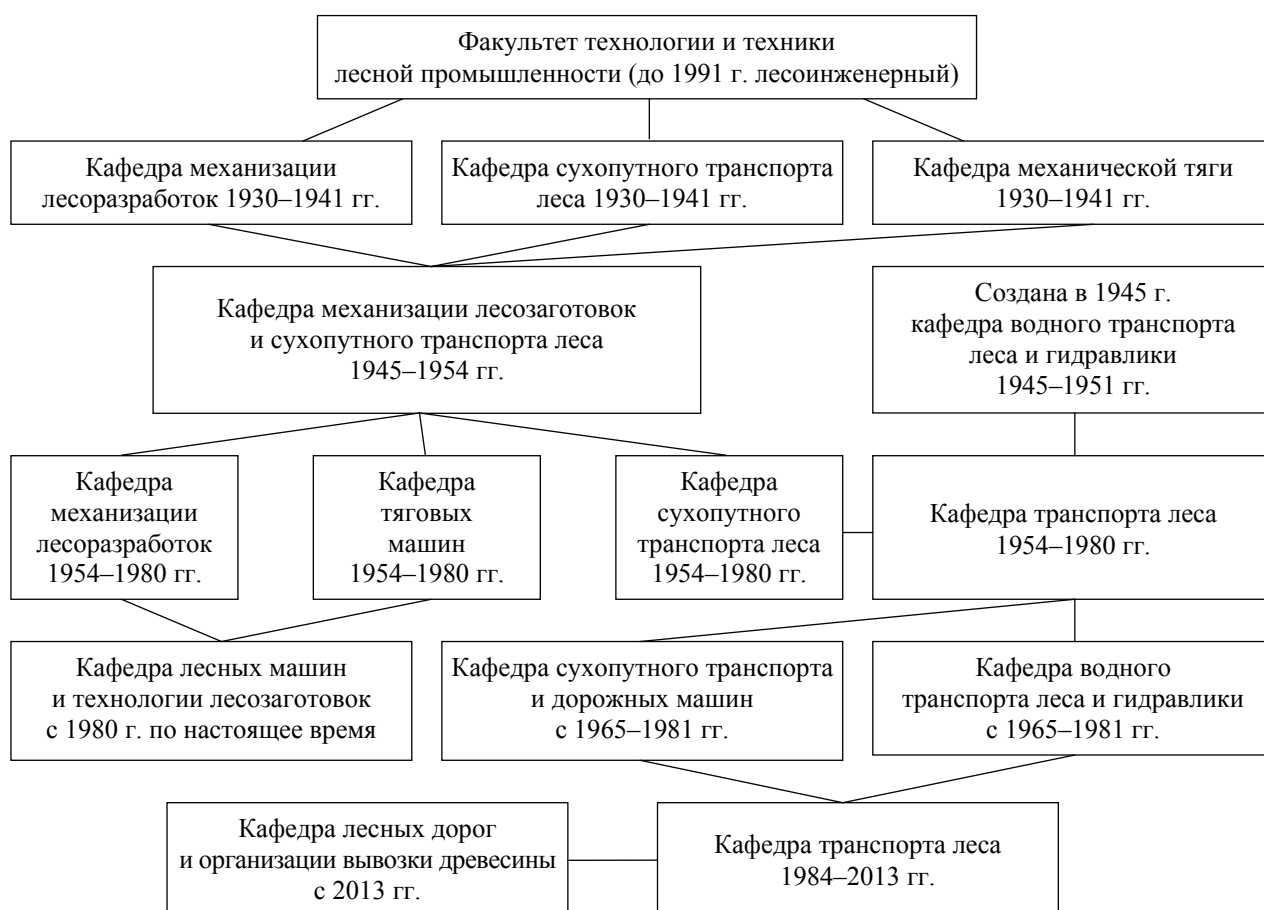 Факультет технологии и техники
лесной промышленности (до 1991 г. лесоинженерный)
Кафедра механизации
лесоразработок 1930–1941 гг.
Кафедра сухопутного транспорта
леса 1930–1941 гг.
Кафедра механической тяги
1930–1941 гг.
Кафедра механизации лесозаготовок
и сухопутного транспорта леса
1945–1954 гг.
Создана в 1945 г.
кафедра водного транспорта
леса и гидравлики
1945–1951 гг.
Кафедра
механизации
лесоразработок
1954–1980 гг.
Кафедра
тяговых
машин
1954–1980 гг.
Кафедра
сухопутного
транспорта леса
1954–1980 гг.
Кафедра транспорта леса
1954–1980 гг.
Кафедра лесных машин
и технологии лесозаготовок
с 1980 г. по настоящее время
Кафедра сухопутного транспорта
и дорожных машин
с 1965–1981 гг.
Кафедра водного
транспорта леса и гидравлики
с 1965–1981 гг.
Кафедра лесных дорог
и организации вывозки древесины
с 2013 гг.
Кафедра транспорта леса
1984–2013 гг.